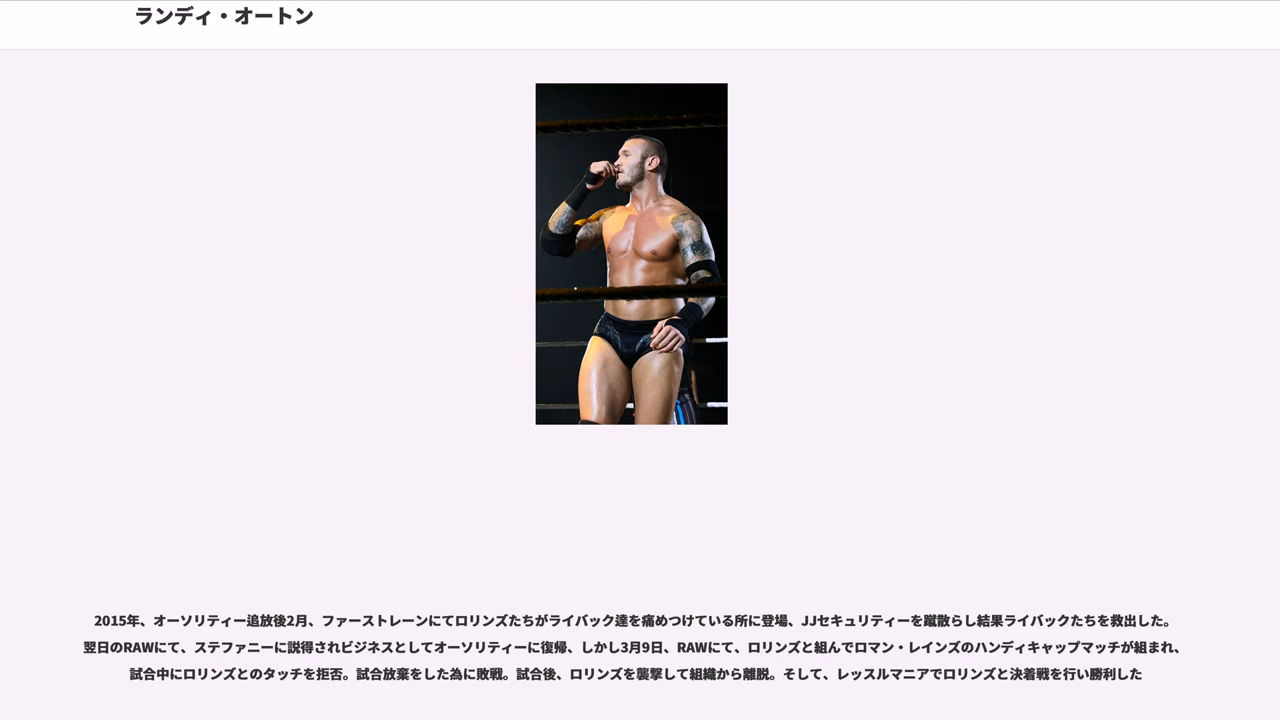 ランディ・オートン
2015年、オーソリティー追放後2月、ファーストレーンにてロリンズたちがライバック達を痛めつけている所に登場、JJセキュリティーを蹴散らし結果ライバックたちを救出した。
翌日のRAWにて、ステファニーに説得されビジネスとしてオーソリティーに復帰、しかし3月9日、RAWにて、ロリンズと組んでロマン・レインズのハンディキャップマッチが組まれ、
試合中にロリンズとのタッチを拒否。試合放棄をした為に敗戦。試合後、ロリンズを襲撃して組織から離脱。そして、レッスルマニアでロリンズと決着戦を行い勝利した